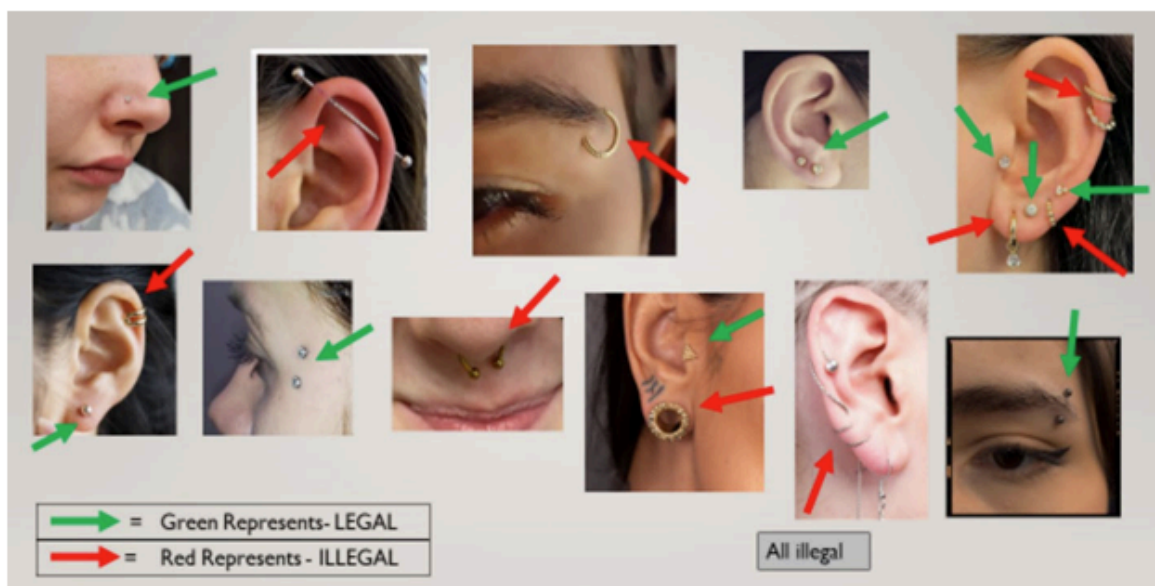 = Green Represents- LEGAL
= Red Represents - ILLEGAL
All illegal